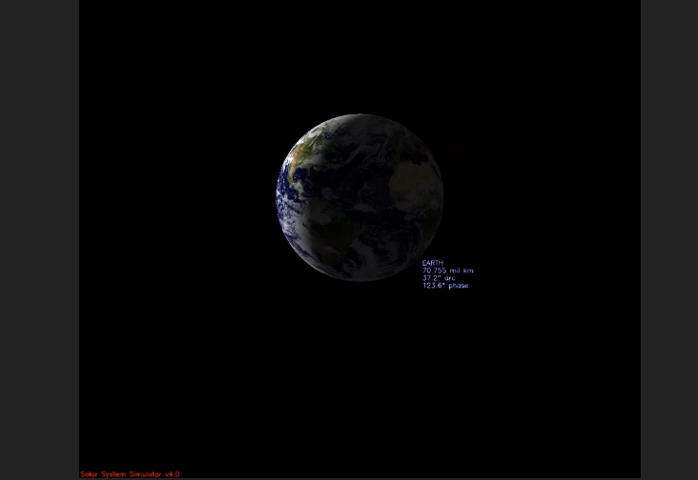 EARTH
70.755 mil km
37.2" arc
123.6° phase
Solar System Simulator v4.0